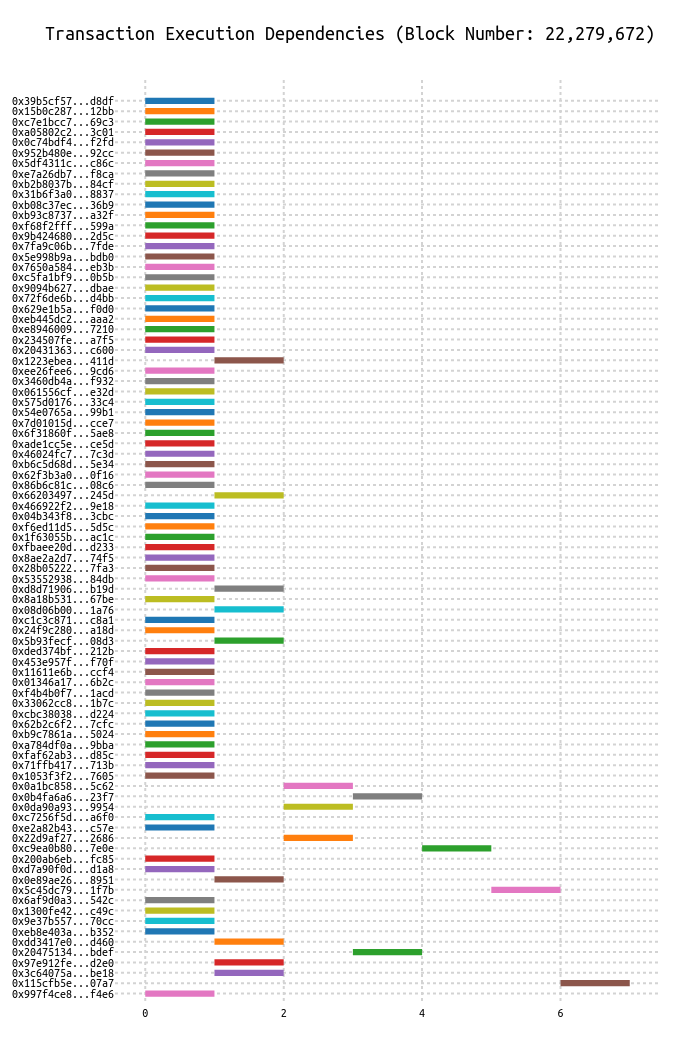 Transaction Execution Dependencies (Block Number: 22,279,672)
0x39b5cf57...d8df
0x15b0c287...12bb
0xc7e1bcc7...69c3
0xa05802c2...3c01
0x0c74bdf4...f2fd
0x952b480e...92cc
0x5df4311c...c86c
0xe7a26db7...f8ca
0xb2b8037b...84cf
0x31b6f3a0...8837
0xb08c37ec...36b9
0xb93c8737...a32f
0xf68f2fff...599a
0x9b424680...2d5c
0x7fa9c06b...7fde
0x5e998b9a...bdb0
0x7650a584...eb3b
0xc5fa1bf9...0b5b
0x9094b627...dbae
0x72f6de6b...d4bb
0x629e1b5a...f0d0
0xeb445dc2...aaa2
0xe8946009...7210
0x234507fe...a7f5
0x20431363...c600
0x1223ebea...411d
0xee26fee6...9cd6
0x3460db4a...f932
0x061556cf...e32d
0x575d0176...33c4
0x54e0765a...99b1
0x7d01015d...cce7
0x6f31860f...5ae8
0xade1cc5e...ce5d
0x46024fc7...7c3d
0xb6c5d68d...5e34
0x62f3b3a0...0f16
0x86b6c81c...08c6
0x66203497...245d
0x466922f2...9e18
0x04b343f8...3cbc
0xf6ed11d5...5d5c
0x1f63055b...ac1c
0xfbaee20d...d233
0x8ae2a2d7...74f5
0x28b05222...7fa3
0x53552938...84db
0xd8d71906...b19d
0x8a18b531...67be
0x08d06b00...1a76
0xc1c3c871...c8a1
0x24f9c280...a18d
0x5b93fecf...08d3
0xded374bf...212b
0x453e957f...f70f
0x11611e6b...ccf4
0x01346a17...6b2c
0xf4b4b0f7...1acd
0x33062cc8...1b7c
0xcbc38038...d224
0x62b2c6f2...7cfc
0xb9c7861a...5024
0xa784df0a...9bba
0xfaf62ab3...d85c
0x71ffb417...713b
0x1053f3f2...7605
0x0a1bc858...5c62
0x0b4fa6a6...23f7
0x0da90a93...9954
0xc7256f5d...a6f0
0xe2a82b43...c57e
0x22d9af27...2686
0xc9ea0b80...7e0e
0x200ab6eb...fc85
0xd7a90f0d...d1a8
0x0e89ae26...8951
0x5c45dc79...1f7b
0x6af9d0a3...542c
0x1300fe42...c49c
0x9e37b557...70cc
0xeb8e403a...b352
0xdd3417e0...d460
0x20475134...bdef
0x97e912fe...d2e0
0x3c64075a...be18
0x115cfb5e...07a7
0x997f4ce8...f4e6
0 2 4 6